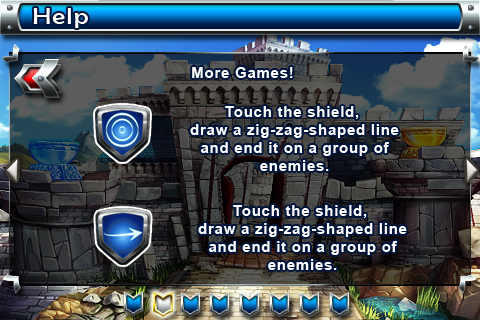 Help
More Games!
Touch the shield,
draw a zig-zag-shaped line
and end it on a group of
enemies.
Touch the shield,
draw a zig-zag-shaped line
and end it on a group of
enemies.